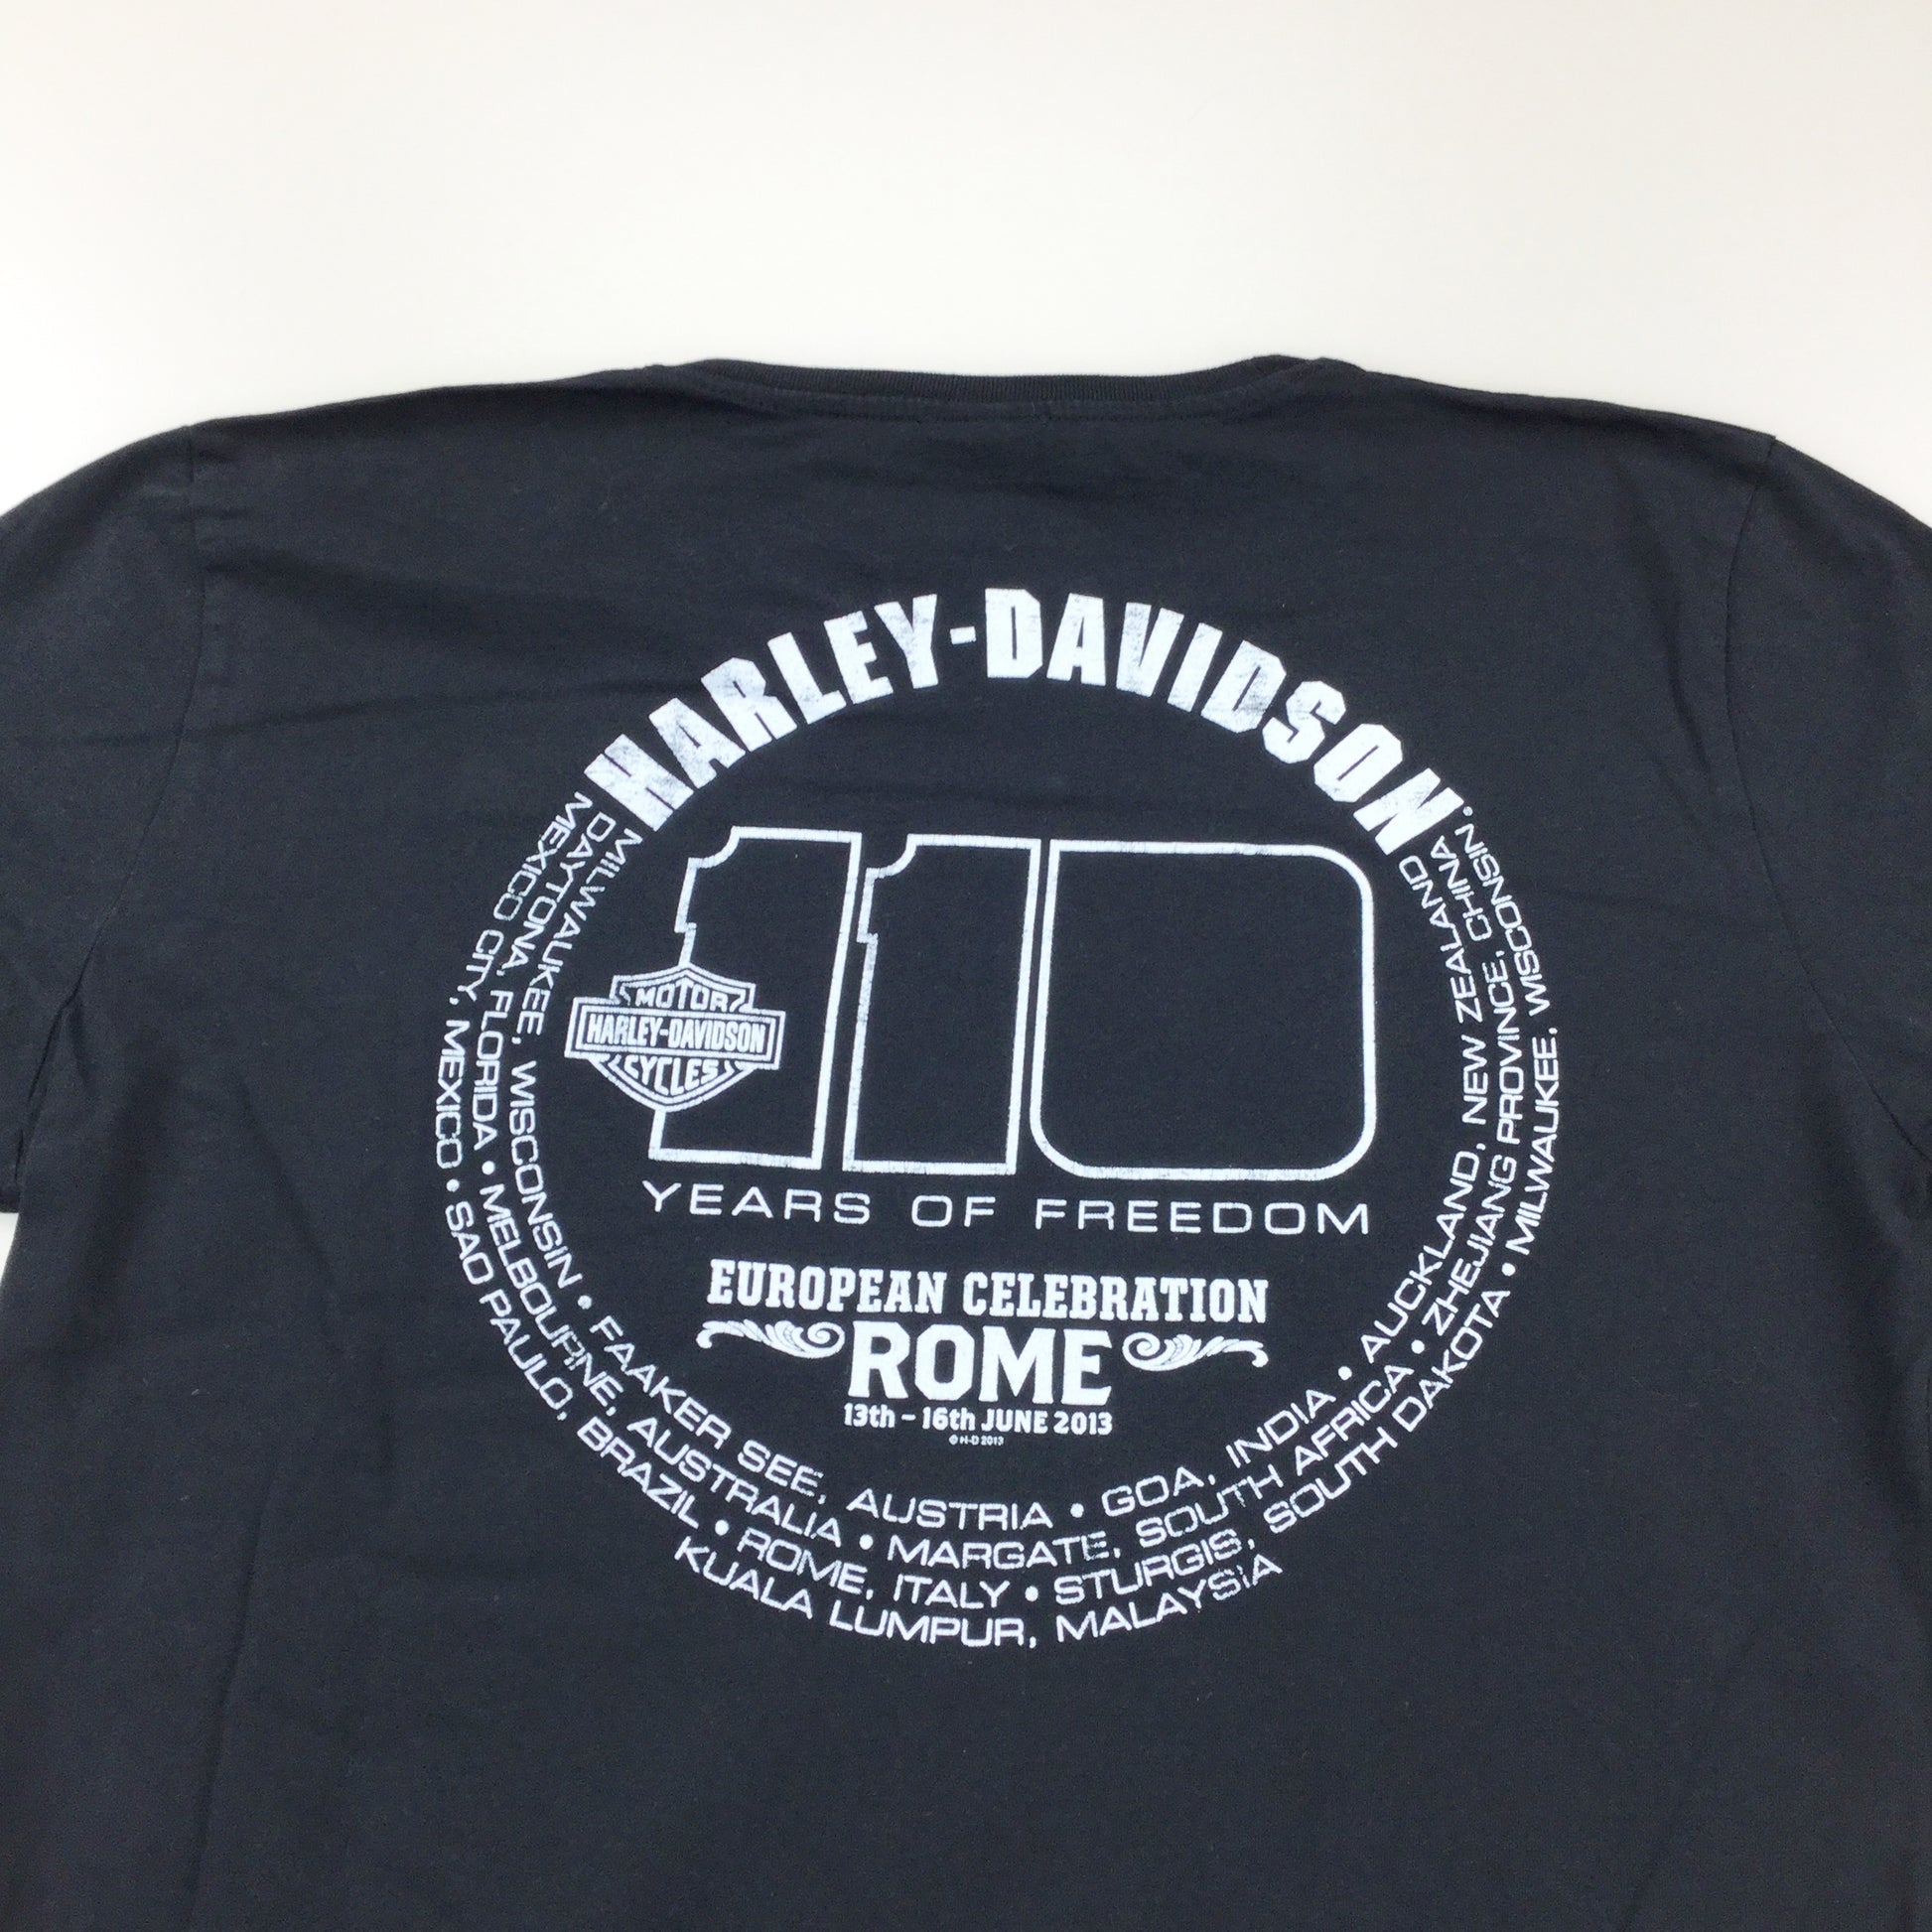 HARLEY-DAVIDSON
110
MOTOR
HARLEY-DAVIDSON
CYCLES
YEARS OF FREEDOM
EUROPEAN CELEBRATION
ROME
13th – 16th JUNE 2013
© H-D 2013
MILWAUKEE, WISCONSIN • FAAKER SEE, AUSTRIA • GOA, INDIA • AUCKLAND, NEW ZEALAND
DAYTONA, FLORIDA • MELBOURNE, AUSTRALIA • MARGATE, SOUTH AFRICA • ZHEJIANG PROVINCE, CHINA
MEXICO CITY, MEXICO • SAO PAULO, BRAZIL • ROME, ITALY • STURGIS, SOUTH DAKOTA • MILWAUKEE, WISCONSIN.
KUALA LUMPUR, MALAYSIA